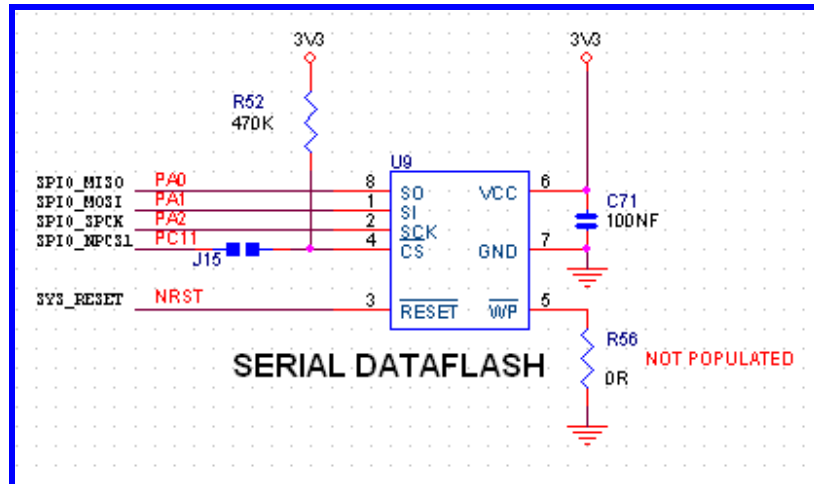 3V3
3V3
R52
470K
U9
SPI0_MISO PA0 8 SO VCC 6
SPI0_MOSI PA1 1 SI
SPI0_SPCK PA2 2 SCK
SPI0_NPCS1 PC11 4 CS GND 7
J15
C71
100NF
SYS_RESET NRST 3 RESET WP 5
R56
NOT POPULATED
0R
SERIAL DATAFLASH